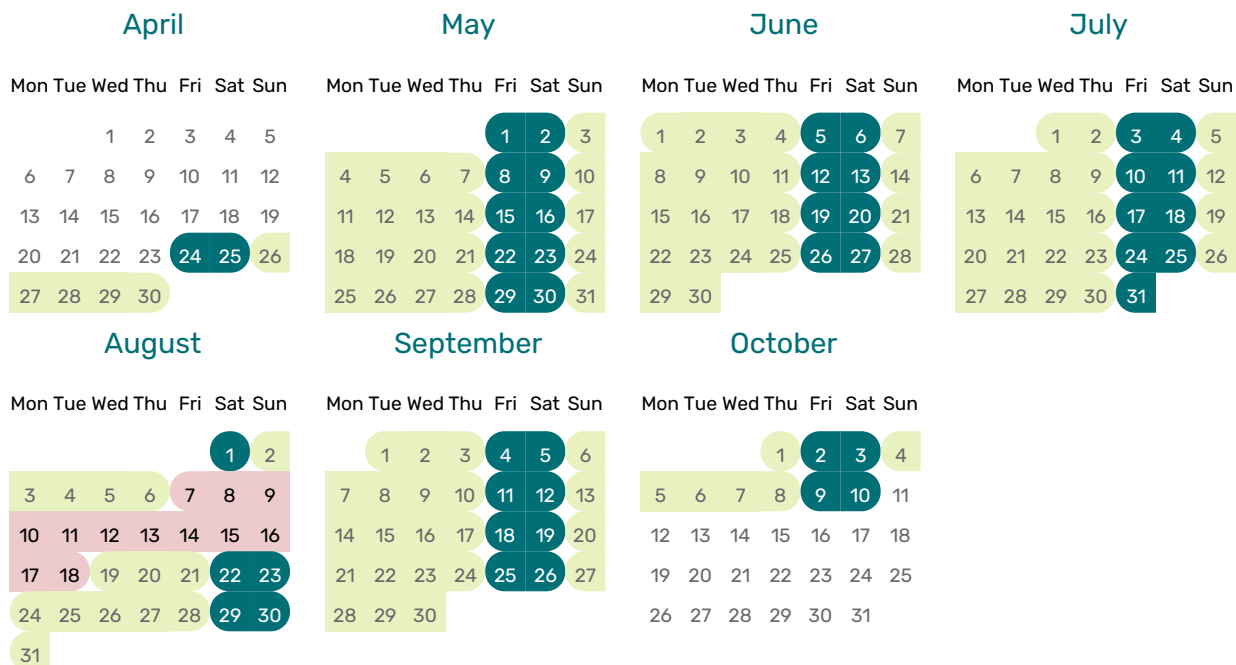 April May June July
Mon Tue Wed Thu Fri Sat Sun Mon Tue Wed Thu Fri Sat Sun Mon Tue Wed Thu Fri Sat Sun Mon Tue Wed Thu Fri Sat Sun
1 2 3 4 5 1 2 3 1 2 3 4 5 6 7 1 2 3 4 5
6 7 8 9 10 11 12 4 5 6 7 8 9 10 8 9 10 11 12 13 14 6 7 8 9 10 11 12
13 14 15 16 17 18 19 11 12 13 14 15 16 17 15 16 17 18 19 20 21 13 14 15 16 17 18 19
20 21 22 23 24 25 26 18 19 20 21 22 23 24 22 23 24 25 26 27 28 20 21 22 23 24 25 26
27 28 29 30 25 26 27 28 29 30 31 29 30 27 28 29 30 31
August September October
Mon Tue Wed Thu Fri Sat Sun Mon Tue Wed Thu Fri Sat Sun Mon Tue Wed Thu Fri Sat Sun
1 2 1 2 3 4 5 6 1 2 3 4
3 4 5 6 7 8 9 7 8 9 10 11 12 13 5 6 7 8 9 10 11
10 11 12 13 14 15 16 14 15 16 17 18 19 20 12 13 14 15 16 17 18
17 18 19 20 21 22 23 21 22 23 24 25 26 27 19 20 21 22 23 24 25
24 25 26 27 28 29 30 28 29 30 26 27 28 29 30 31
31